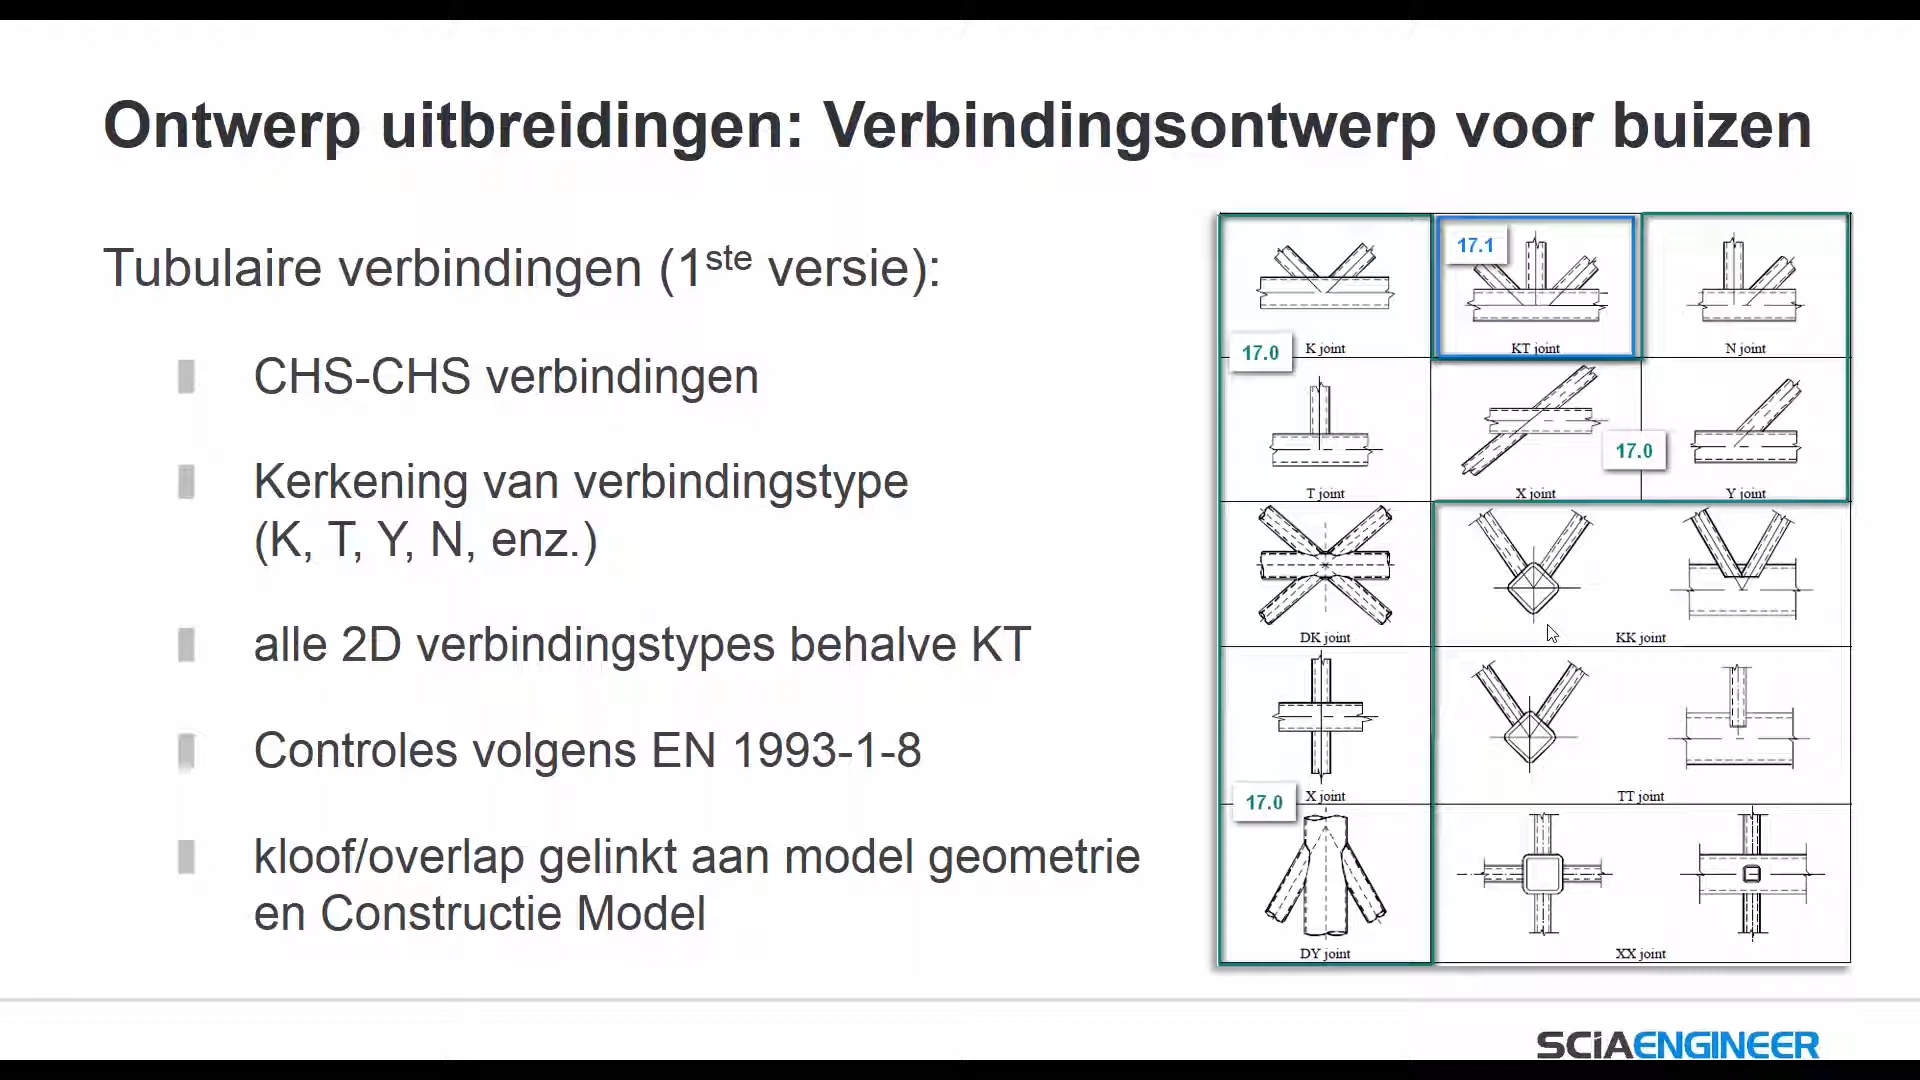 Ontwerp uitbreidingen: Verbindingsontwerp voor buizen
Tubulaire verbindingen (1ste versie):
CHS-CHS verbindingen
Kerkening van verbindingstype
(K, T, Y, N, enz.)
alle 2D verbindingstypes behalve KT
Controles volgens EN 1993-1-8
kloof/overlap gelinkt aan model geometrie
en Constructie Model
17.1
K joint
KT joint
N joint
17.0
17.0
T joint
X joint
Y joint
DK joint
KK joint
X joint
TT joint
17.0
DY joint
XX joint
SCIAENGINEER